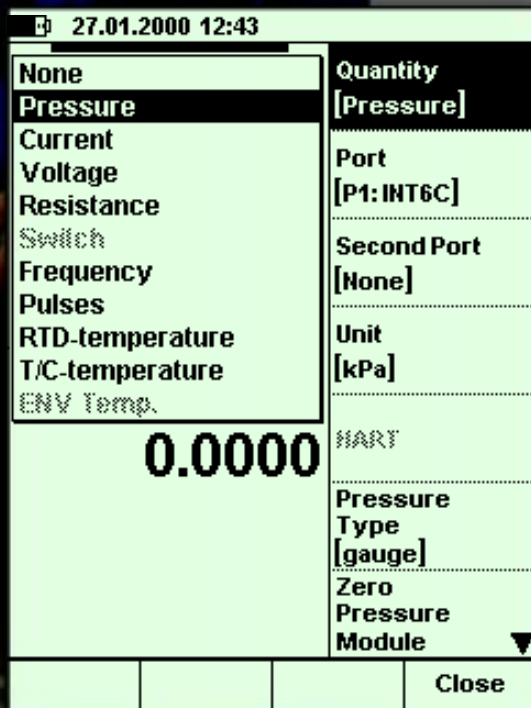 27.01.2000 12:43
None
Pressure
Current
Voltage
Resistance
Switch
Frequency
Pulses
RTD-temperature
T/C-temperature
ENV Temp.
0.0000
Quantity
[Pressure]
Port
[P1:INT6C]
Second Port
[None]
Unit
[kPa]
HART
Pressure
Type
[gauge]
Zero
Pressure
Module
Close